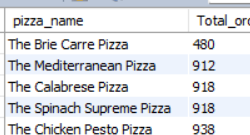 pizza_name Total_or
The Brie Carre Pizza 480
The Mediterranean Pizza 912
The Calabrese Pizza 918
The Spinach Supreme Pizza 918
The Chicken Pesto Pizza 938